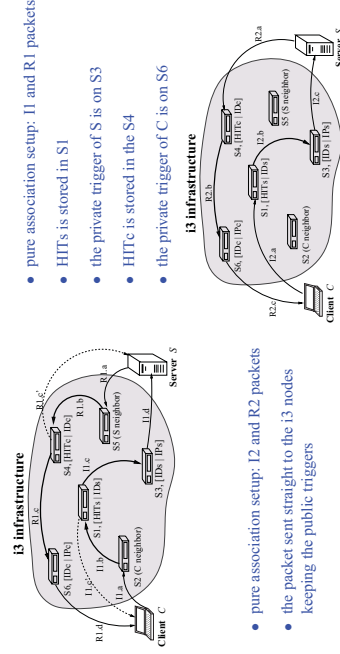 i3 infrastructure
R1.c'
R1.c
S4, [HITc | IDc]
S6, [IDc | IPc]
R1.b
R1.a
R1.d
S5 (S neighbor)
I1.c
S1, [HITs | IDs]
I1.c'
I1.b
I1.a
S2 (C neighbor)
S3, [IDs | IPs]
I1.d
Server S
Client C
• pure association setup: I1 and R1 packets
• HITs is stored in S1
• the private trigger of S is on S3
• HITc is stored in the S4
• the private trigger of C is on S6
• pure association setup: I2 and R2 packets
• the packet sent straight to the i3 nodes
keeping the public triggers
i3 infrastructure
R2.a
R2.b
S4, [HITc | IDc]
S6, [IDc | IPc]
S5 (S neighbor)
S1, [HITs | IDs]
R2.c
I2.a
I2.b
S2 (C neighbor)
S3, [IDs | IPs]
I2.c
Server S
Client C